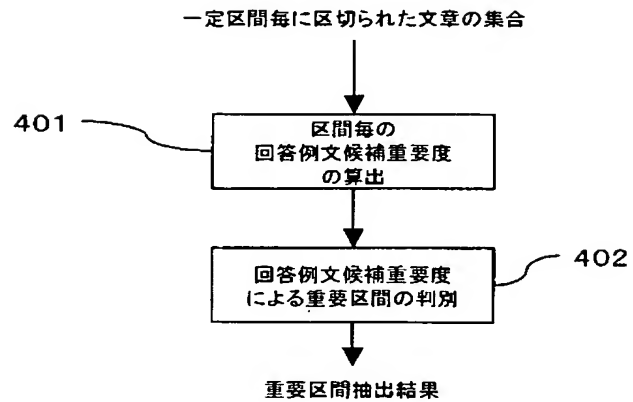 一定区間毎に区切られた文章の集合
401
区間毎の
回答例文候補重要度
の算出
回答例文候補重要度
による重要区間の判別
402
重要区間抽出結果